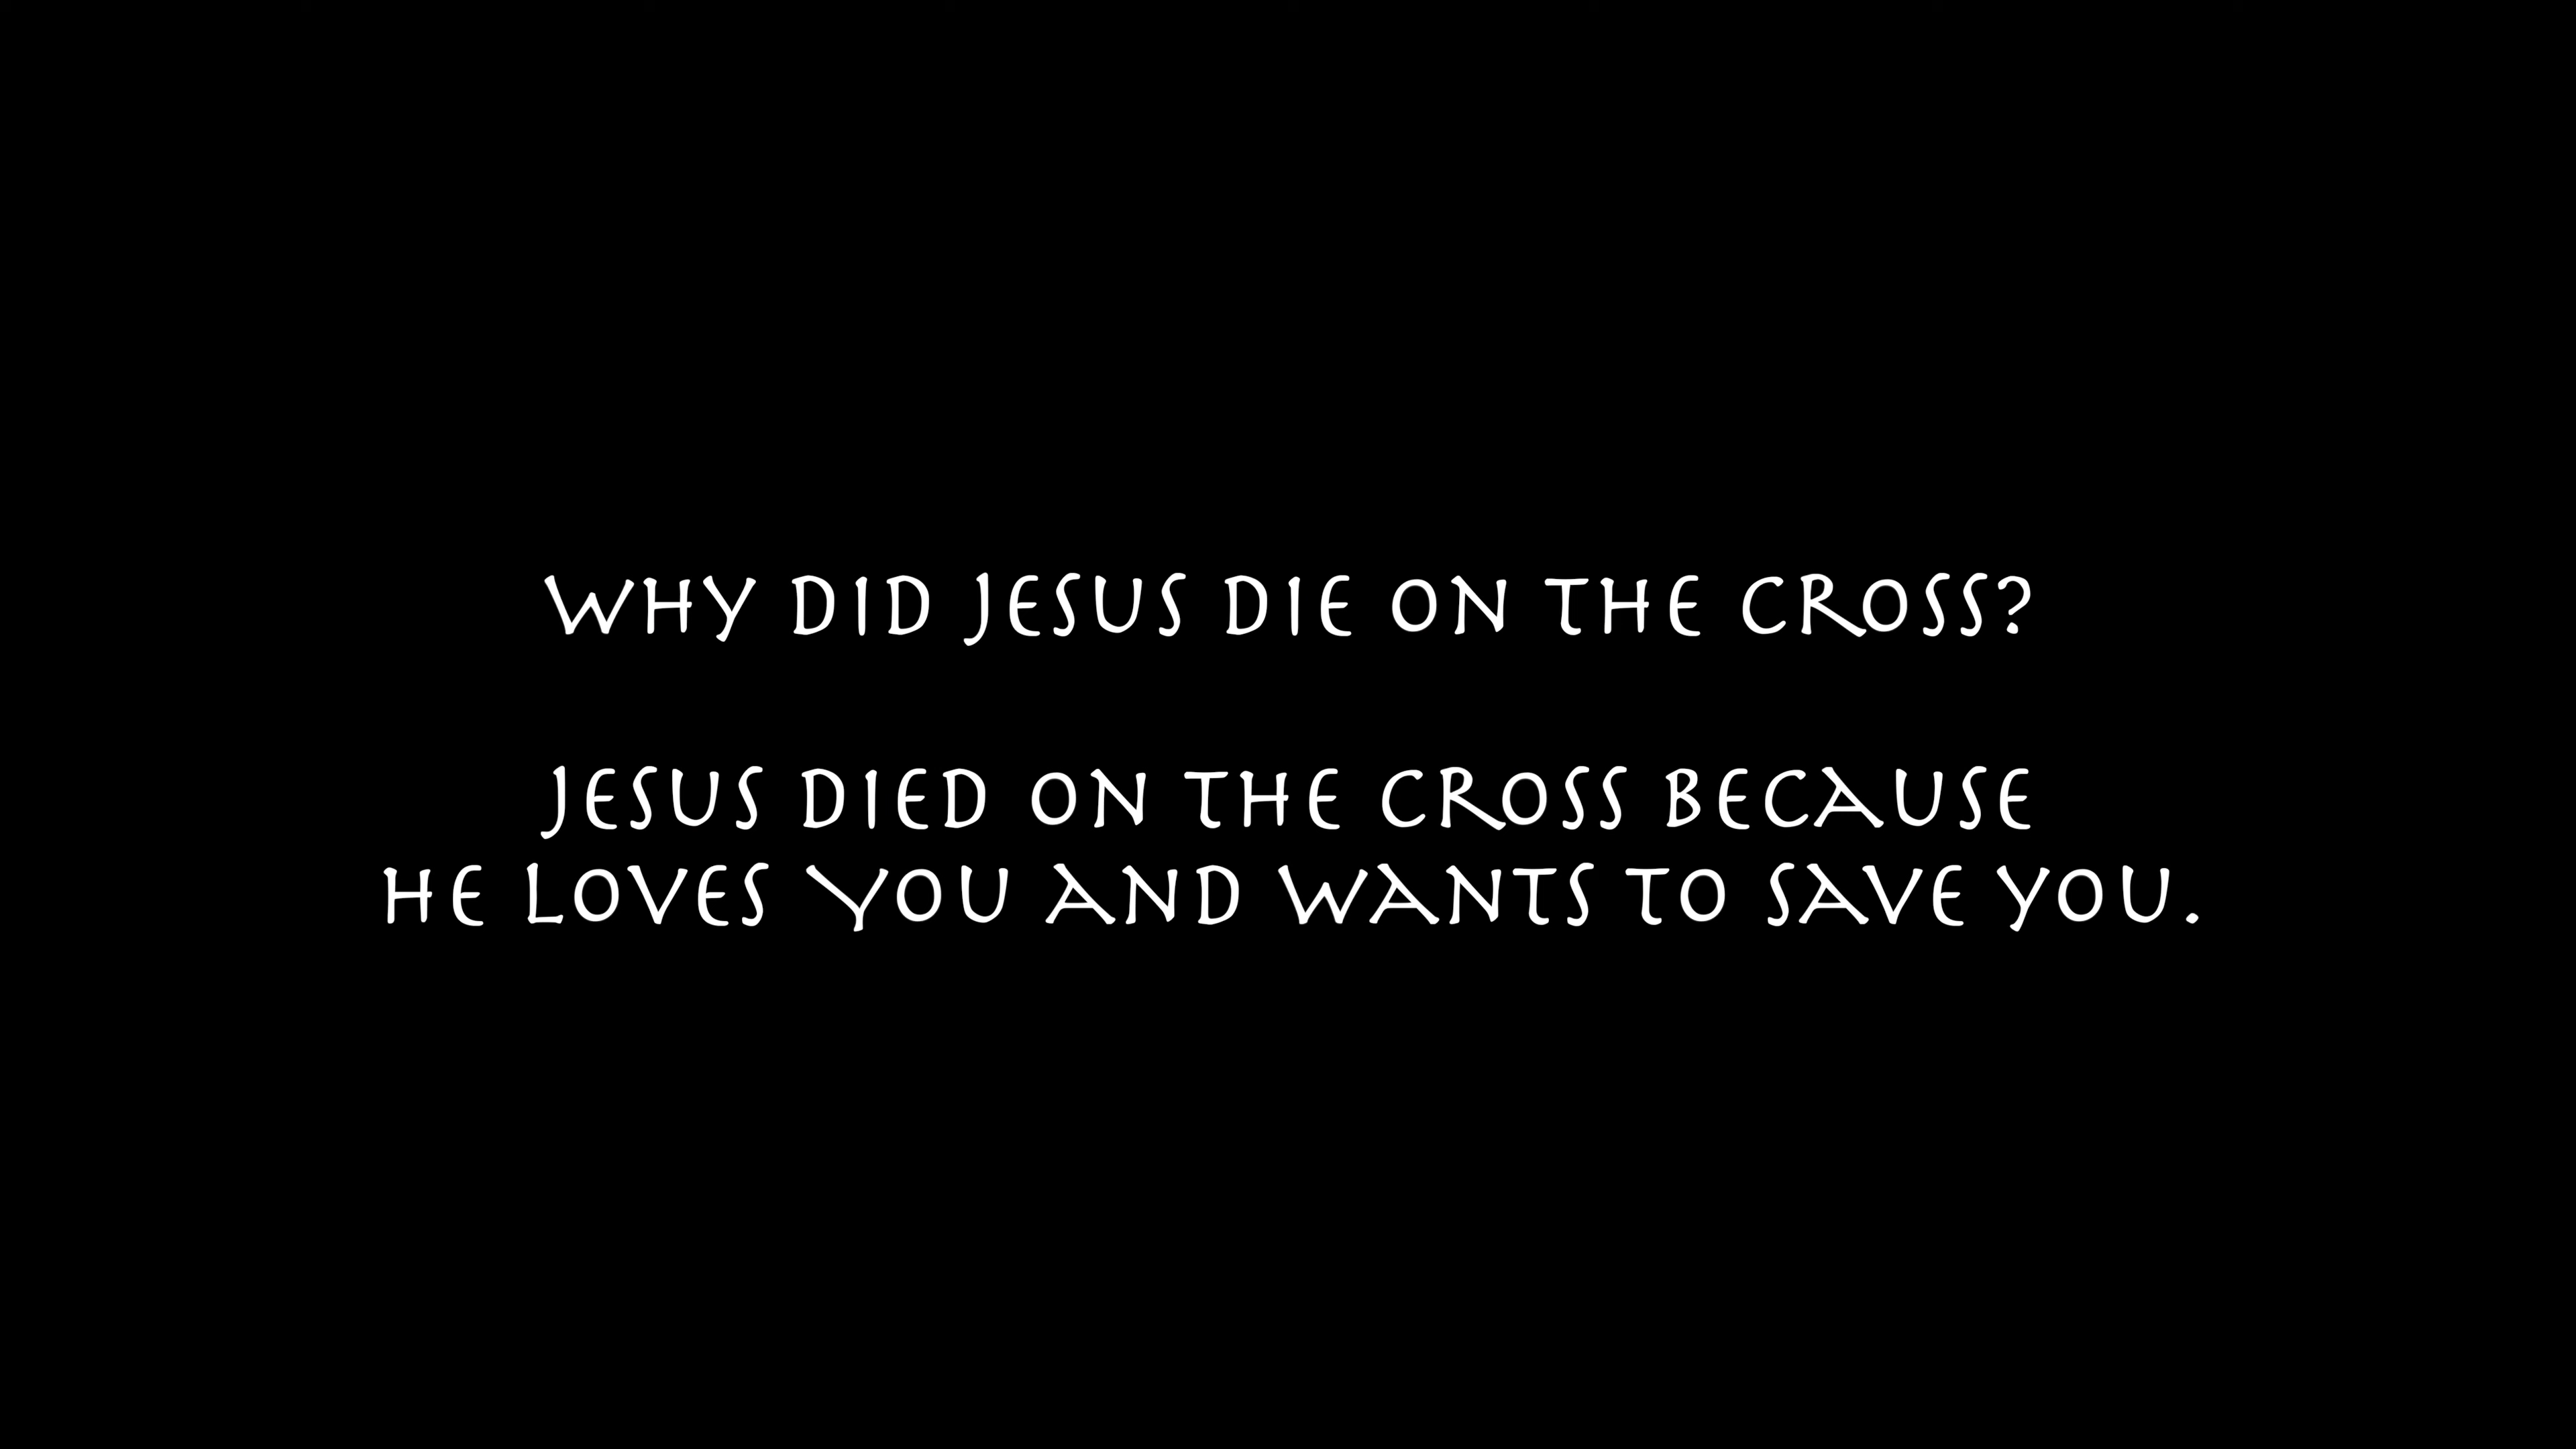 Why did Jesus die on the cross?
Jesus died on the cross because
He loves you and wants to save you.